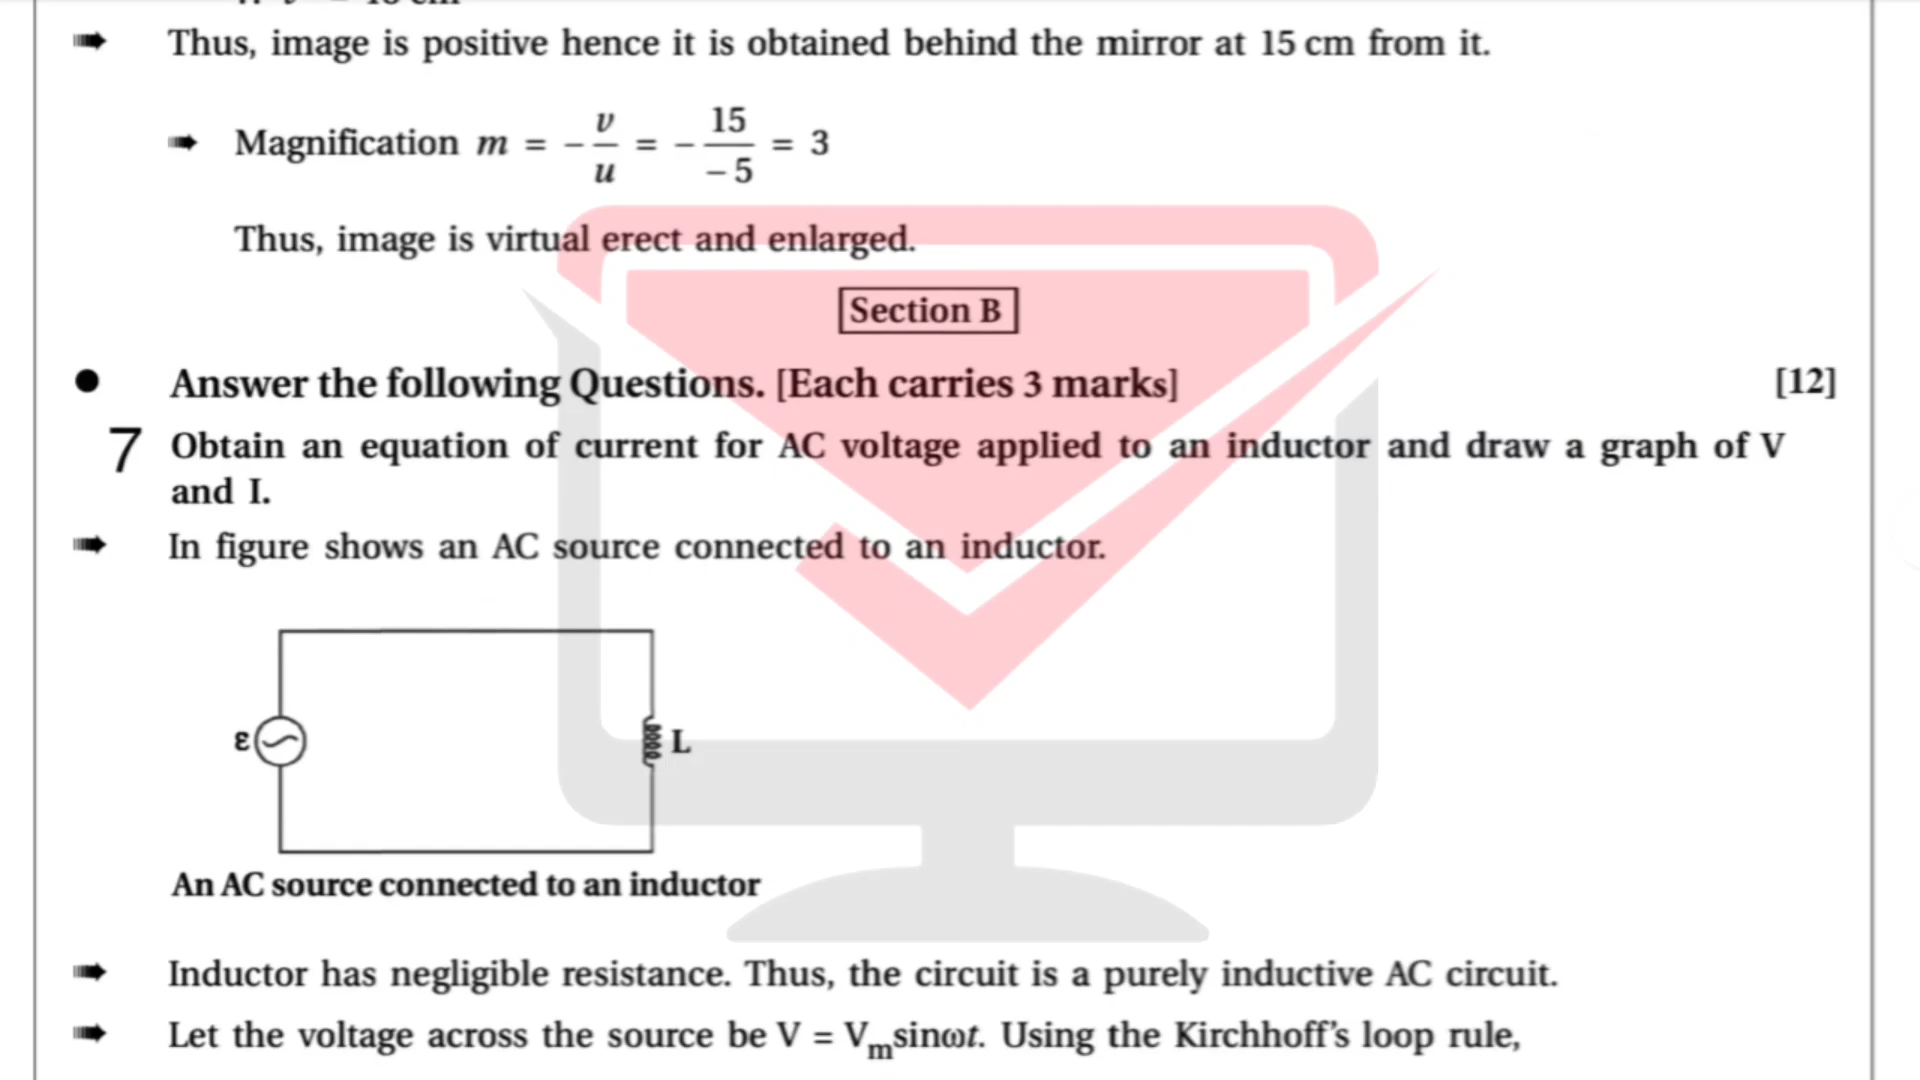 Thus, image is positive hence it is obtained behind the mirror at 15 cm from it.
Magnification m = − v/u = − 15/− 5 = 3
Thus, image is virtual erect and enlarged.
Section B
Answer the following Questions. [Each carries 3 marks] [12]
7 Obtain an equation of current for AC voltage applied to an inductor and draw a graph of V
and I.
In figure shows an AC source connected to an inductor.
ε L
An AC source connected to an inductor
Inductor has negligible resistance. Thus, the circuit is a purely inductive AC circuit.
Let the voltage across the source be V = Vₘsinωt. Using the Kirchhoff's loop rule,